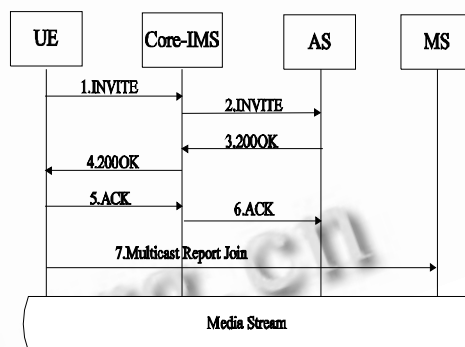 UE
Core-IMS
AS
MS
1.INVITE
2.INVITE
3.200OK
4.200OK
5.ACK
6.ACK
7.Multicast Report Join
Media Stream